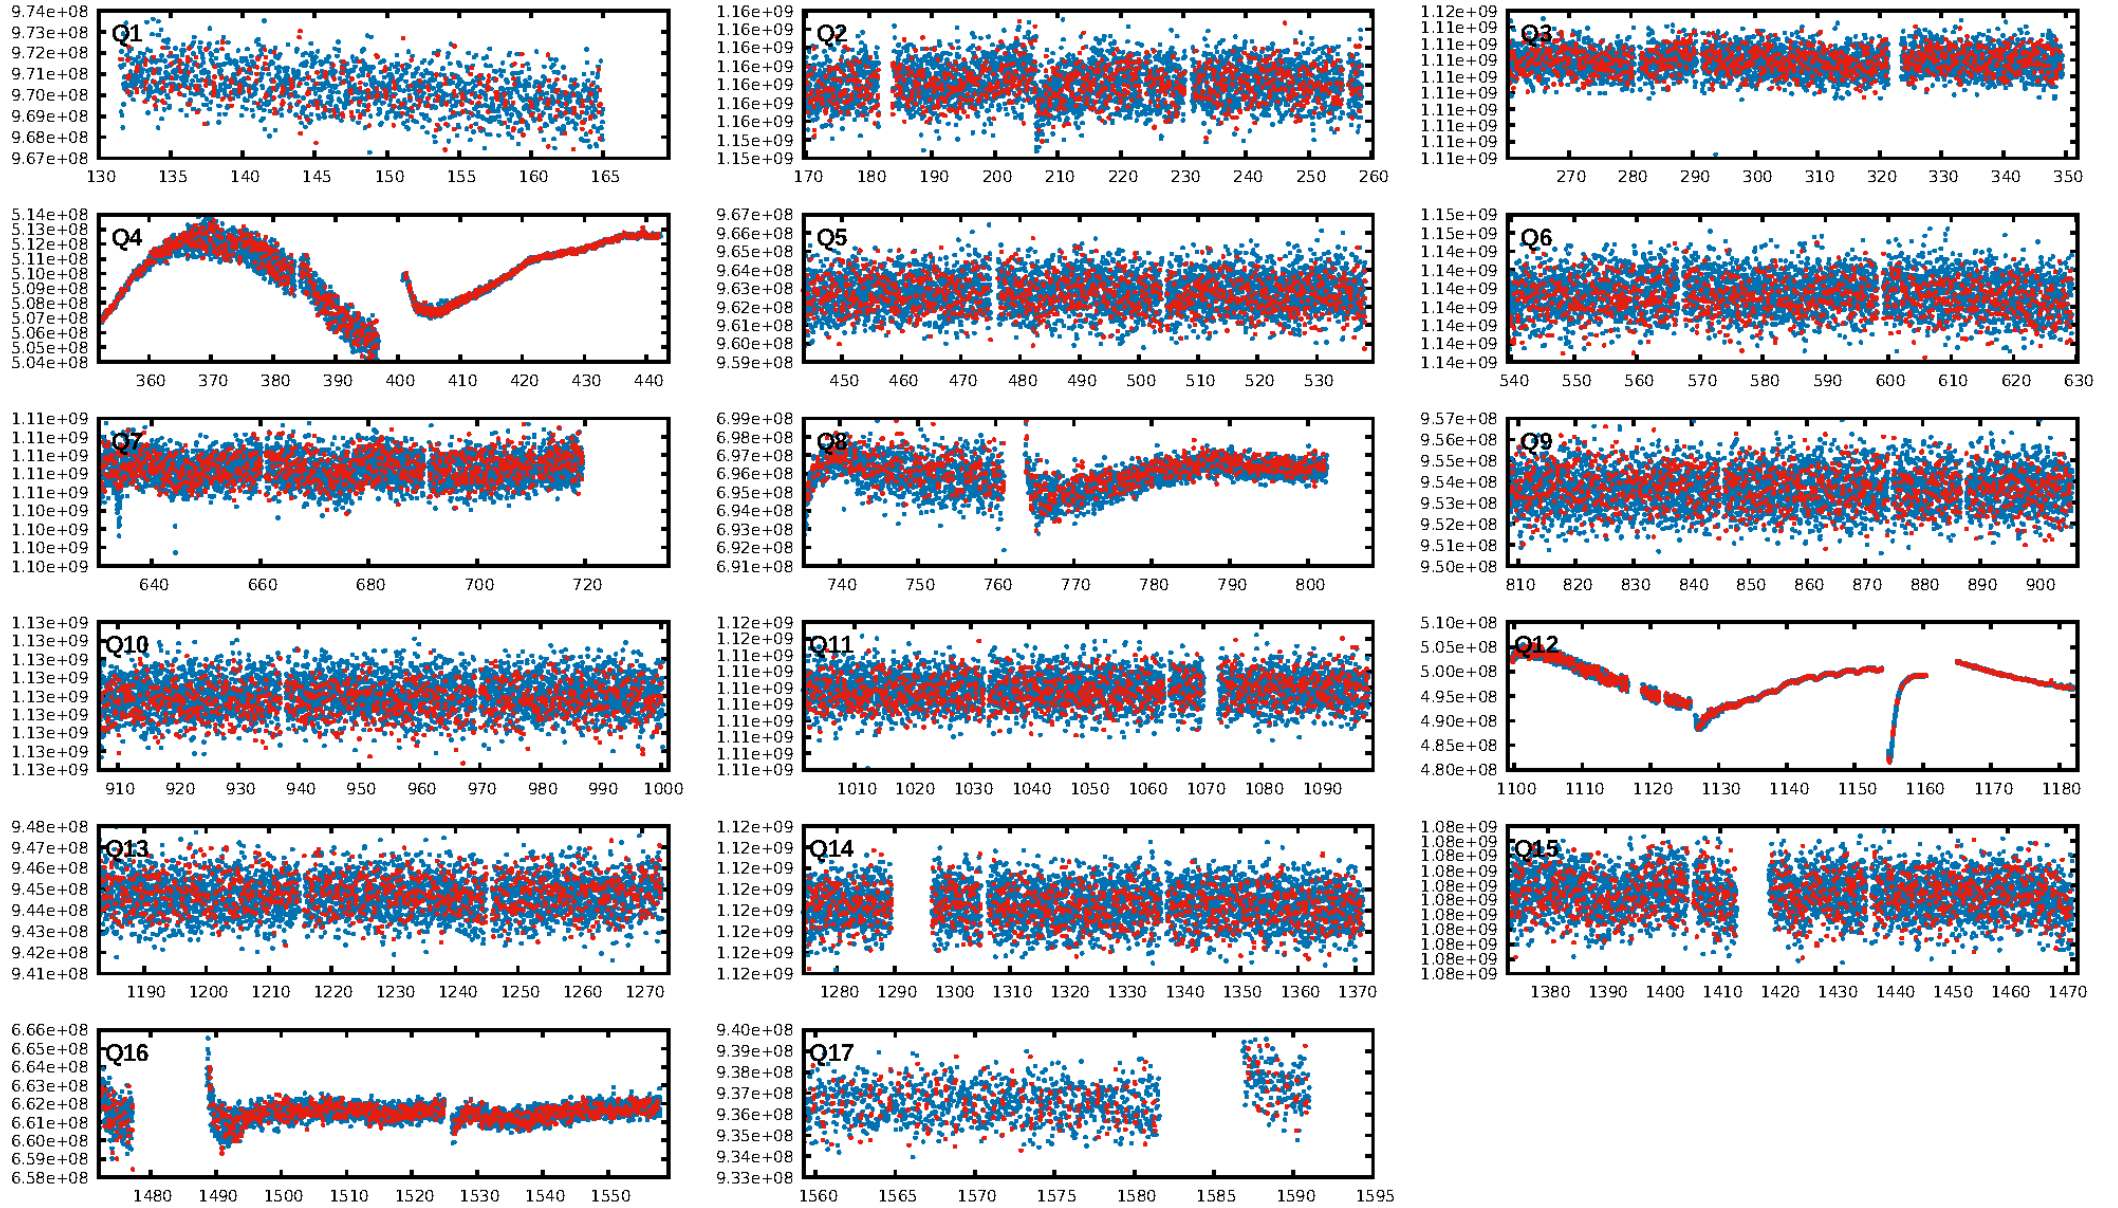 9.74e+08
9.73e+08
9.72e+08
9.71e+08
9.70e+08
9.69e+08
9.68e+08
9.67e+08
Q1
130 135 140 145 150 155 160 165
1.16e+09
1.16e+09
1.16e+09
1.16e+09
1.16e+09
1.16e+09
1.15e+09
1.15e+09
Q2
170 180 190 200 210 220 230 240 250 260
1.12e+09
1.11e+09
1.11e+09
1.11e+09
1.11e+09
1.11e+09
1.11e+09
1.11e+09
1.11e+09
Q3
270 280 290 300 310 320 330 340 350
5.14e+08
5.13e+08
5.12e+08
5.11e+08
5.10e+08
5.09e+08
5.08e+08
5.07e+08
5.06e+08
5.05e+08
5.04e+08
Q4
360 370 380 390 400 410 420 430 440
9.67e+08
9.66e+08
9.65e+08
9.64e+08
9.63e+08
9.62e+08
9.61e+08
9.60e+08
9.59e+08
Q5
450 460 470 480 490 500 510 520 530
1.15e+09
1.15e+09
1.14e+09
1.14e+09
1.14e+09
1.14e+09
1.14e+09
1.14e+09
1.14e+09
Q6
540 550 560 570 580 590 600 610 620 630
1.11e+09
1.11e+09
1.11e+09
1.11e+09
1.11e+09
1.10e+09
1.10e+09
1.10e+09
Q7
640 660 680 700 720
6.99e+08
6.98e+08
6.97e+08
6.96e+08
6.95e+08
6.94e+08
6.93e+08
6.92e+08
6.91e+08
Q8
740 750 760 770 780 790 800
9.57e+08
9.56e+08
9.55e+08
9.54e+08
9.53e+08
9.52e+08
9.51e+08
9.50e+08
Q9
810 820 830 840 850 860 870 880 890 900
1.13e+09
1.13e+09
1.13e+09
1.13e+09
1.13e+09
1.13e+09
1.13e+09
1.13e+09
1.13e+09
Q10
910 920 930 940 950 960 970 980 990 1000
1.12e+09
1.12e+09
1.11e+09
1.11e+09
1.11e+09
1.11e+09
1.11e+09
1.11e+09
1.11e+09
Q11
1010 1020 1030 1040 1050 1060 1070 1080 1090
5.10e+08
5.05e+08
5.00e+08
4.95e+08
4.90e+08
4.85e+08
4.80e+08
Q12
1100 1110 1120 1130 1140 1150 1160 1170 1180
9.48e+08
9.47e+08
9.46e+08
9.45e+08
9.44e+08
9.43e+08
9.42e+08
9.41e+08
Q13
1190 1200 1210 1220 1230 1240 1250 1260 1270
1.12e+09
1.12e+09
1.12e+09
1.12e+09
1.12e+09
1.12e+09
1.12e+09
1.12e+09
Q14
1280 1290 1300 1310 1320 1330 1340 1350 1360 1370
1.08e+09
1.08e+09
1.08e+09
1.08e+09
1.08e+09
1.08e+09
1.08e+09
1.08e+09
1.08e+09
1.08e+09
1.08e+09
Q15
1380 1390 1400 1410 1420 1430 1440 1450 1460 1470
6.66e+08
6.65e+08
6.64e+08
6.63e+08
6.62e+08
6.61e+08
6.60e+08
6.59e+08
6.58e+08
Q16
1480 1490 1500 1510 1520 1530 1540 1550
9.40e+08
9.39e+08
9.38e+08
9.37e+08
9.36e+08
9.35e+08
9.34e+08
9.33e+08
Q17
1560 1565 1570 1575 1580 1585 1590 1595